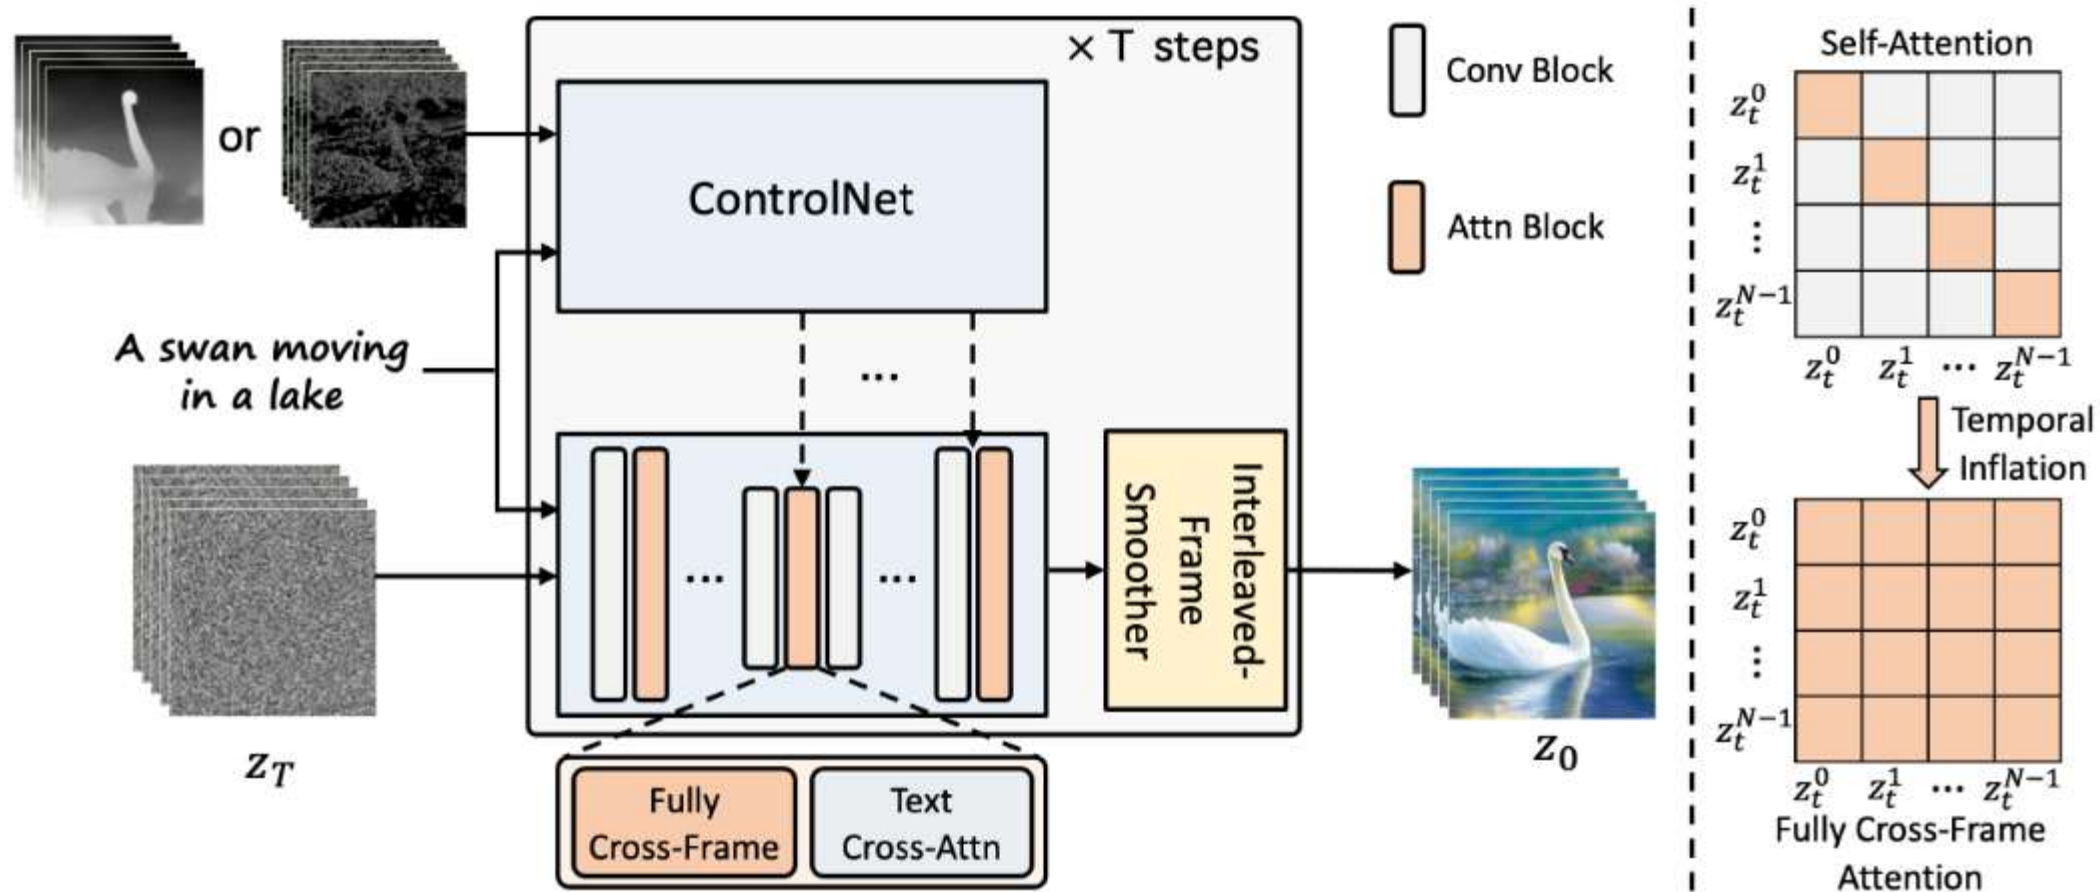 or
× T steps
ControlNet
...
A swan moving
in a lake
z_T
...
...
Interleaved-
Frame
Smoother
Fully
Cross-Frame
Text
Cross-Attn
z_0
Conv Block
Attn Block
Self-Attention
z_t^0
z_t^1
⋮
z_t^{N-1}
z_t^0 z_t^1 ... z_t^{N-1}
Temporal
Inflation
z_t^0
z_t^1
⋮
z_t^{N-1}
z_t^0 z_t^1 ... z_t^{N-1}
Fully Cross-Frame
Attention